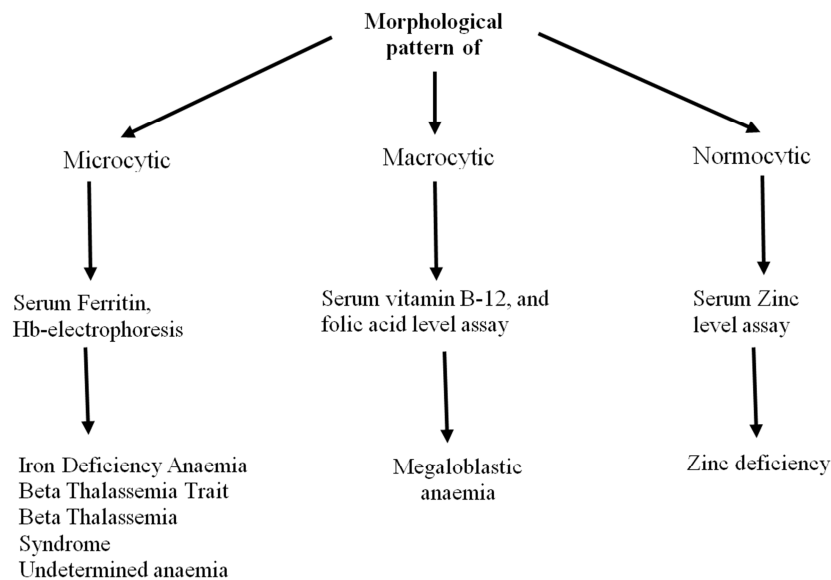 Morphological
pattern of
Microcytic
Macrocytic
Normocytic
Serum Ferritin,
Hb-electrophoresis
Serum vitamin B-12, and
folic acid level assay
Serum Zinc
level assay
Iron Deficiency Anaemia
Beta Thalassemia Trait
Beta Thalassemia
Syndrome
Undetermined anaemia
Megaloblastic
anaemia
Zinc deficiency